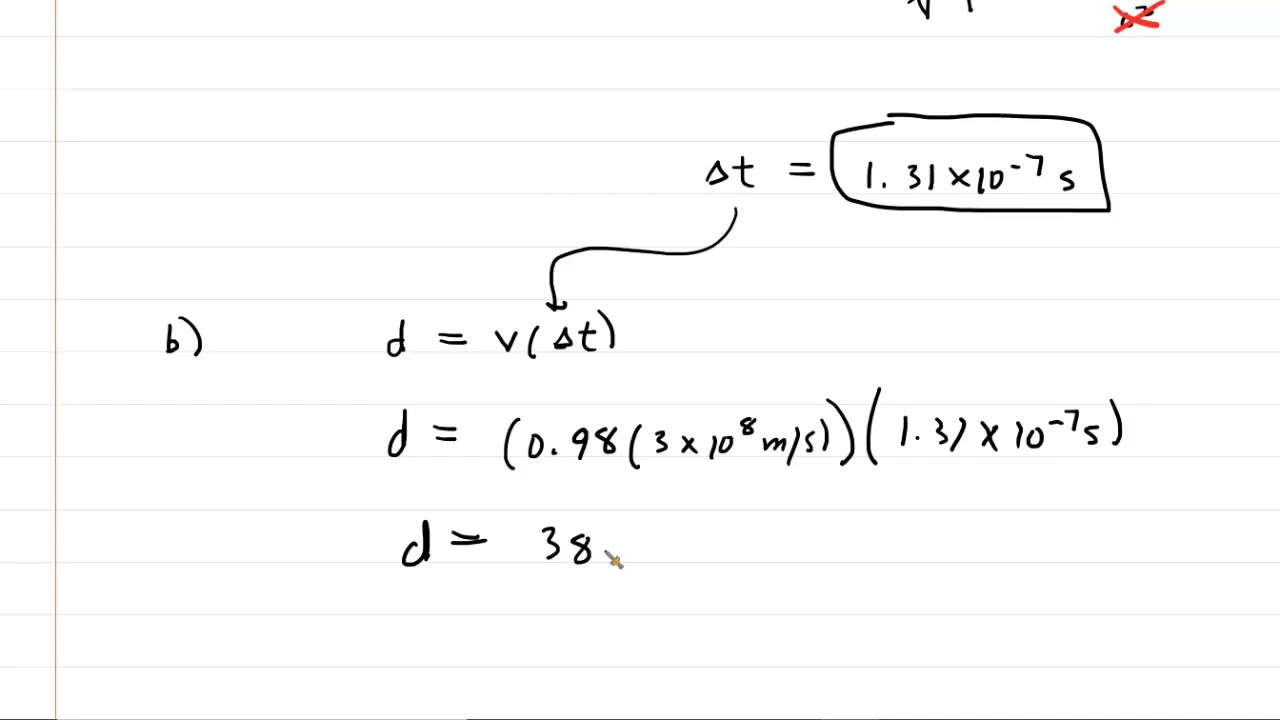 Δt = 1.31×10⁻⁷ s
b) d = v(Δt)
d = (0.98(3×10⁸ m/s))(1.31×10⁻⁷ s)
d = 38